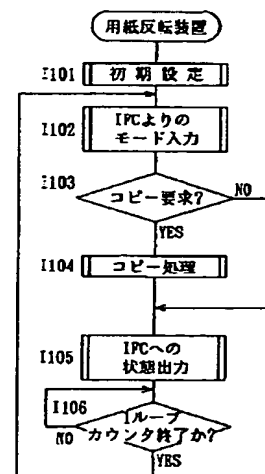 用紙反転装置
I101
初期設定
I102
IPCよりの
モード入力
I103
コピー要求?
NO
YES
I104
コピー処理
I105
IPCへの
状態出力
I106
Iループ
カウンタ終了か?
NO
YES